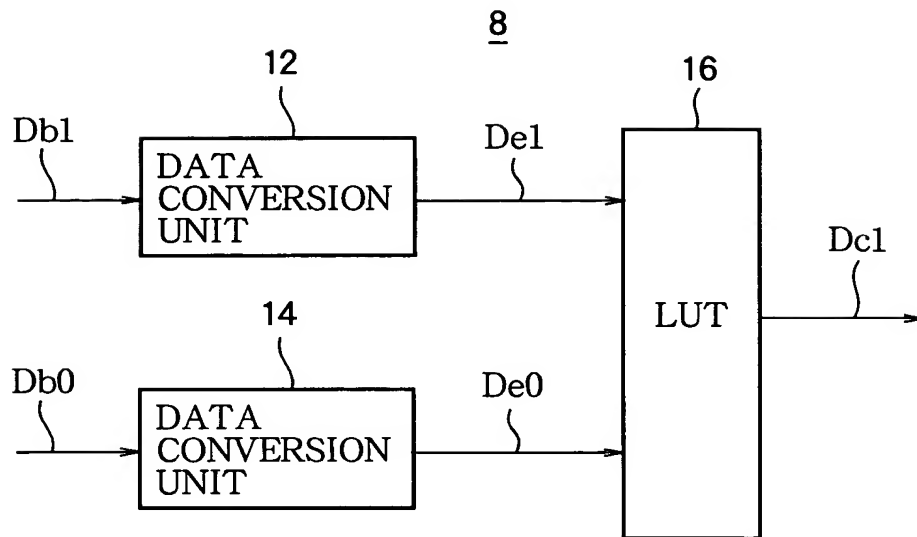 8
12
16
Db1
DATA
CONVERSION
UNIT
De1
LUT
Dc1
14
Db0
DATA
CONVERSION
UNIT
De0